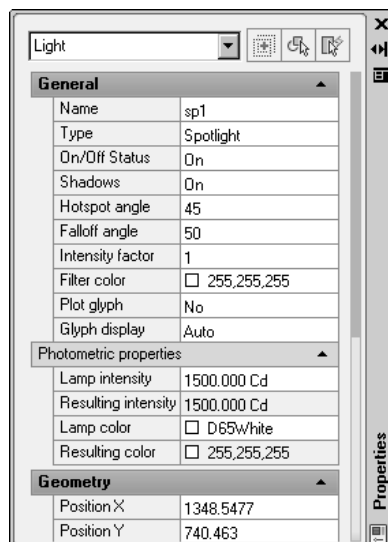 Light
General
Name sp1
Type Spotlight
On/Off Status On
Shadows On
Hotspot angle 45
Falloff angle 50
Intensity factor 1
Filter color 255,255,255
Plot glyph No
Glyph display Auto
Photometric properties
Lamp intensity 1500.000 Cd
Resulting intensity 1500.000 Cd
Lamp color D65White
Resulting color 255,255,255
Geometry
Position X 1348.5477
Position Y 740.463
Properties